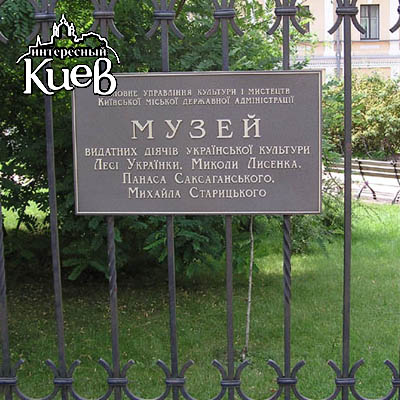 интересный
Киев
Головне управління культури і мистецтв
Київської міської державної адміністрації
МУЗЕЙ
видатних діячів української культури
Лесі Українки, Миколи Лисенка,
Панаса Саксаганського,
Михайла Старицького